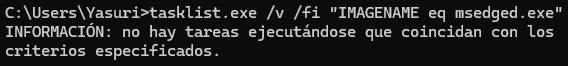 C:\Users\Yasuri>tasklist.exe /v /fi "IMAGENAME eq msedged.exe"
INFORMACIÓN: no hay tareas ejecutándose que coincidan con los
criterios especificados.